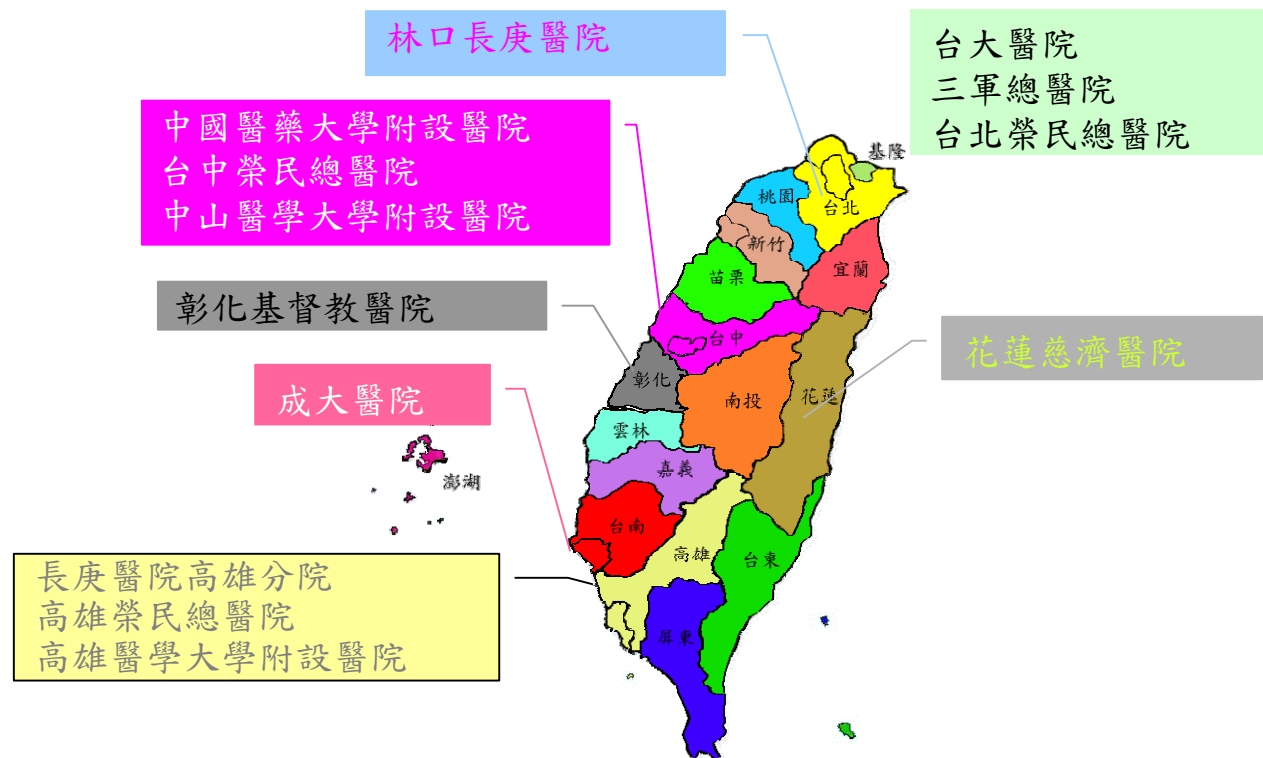 林口長庚醫院
台大醫院
三軍總醫院
台北榮民總醫院
中國醫藥大學附設醫院
台中榮民總醫院
中山醫學大學附設醫院
基隆
桃園
台北
新竹
宜蘭
苗栗
彰化基督教醫院
台中
花蓮慈濟醫院
彰化
南投
花蓮
成大醫院
雲林
嘉義
澎湖
台南
高雄
台東
長庚醫院高雄分院
高雄榮民總醫院
高雄醫學大學附設醫院
屏東